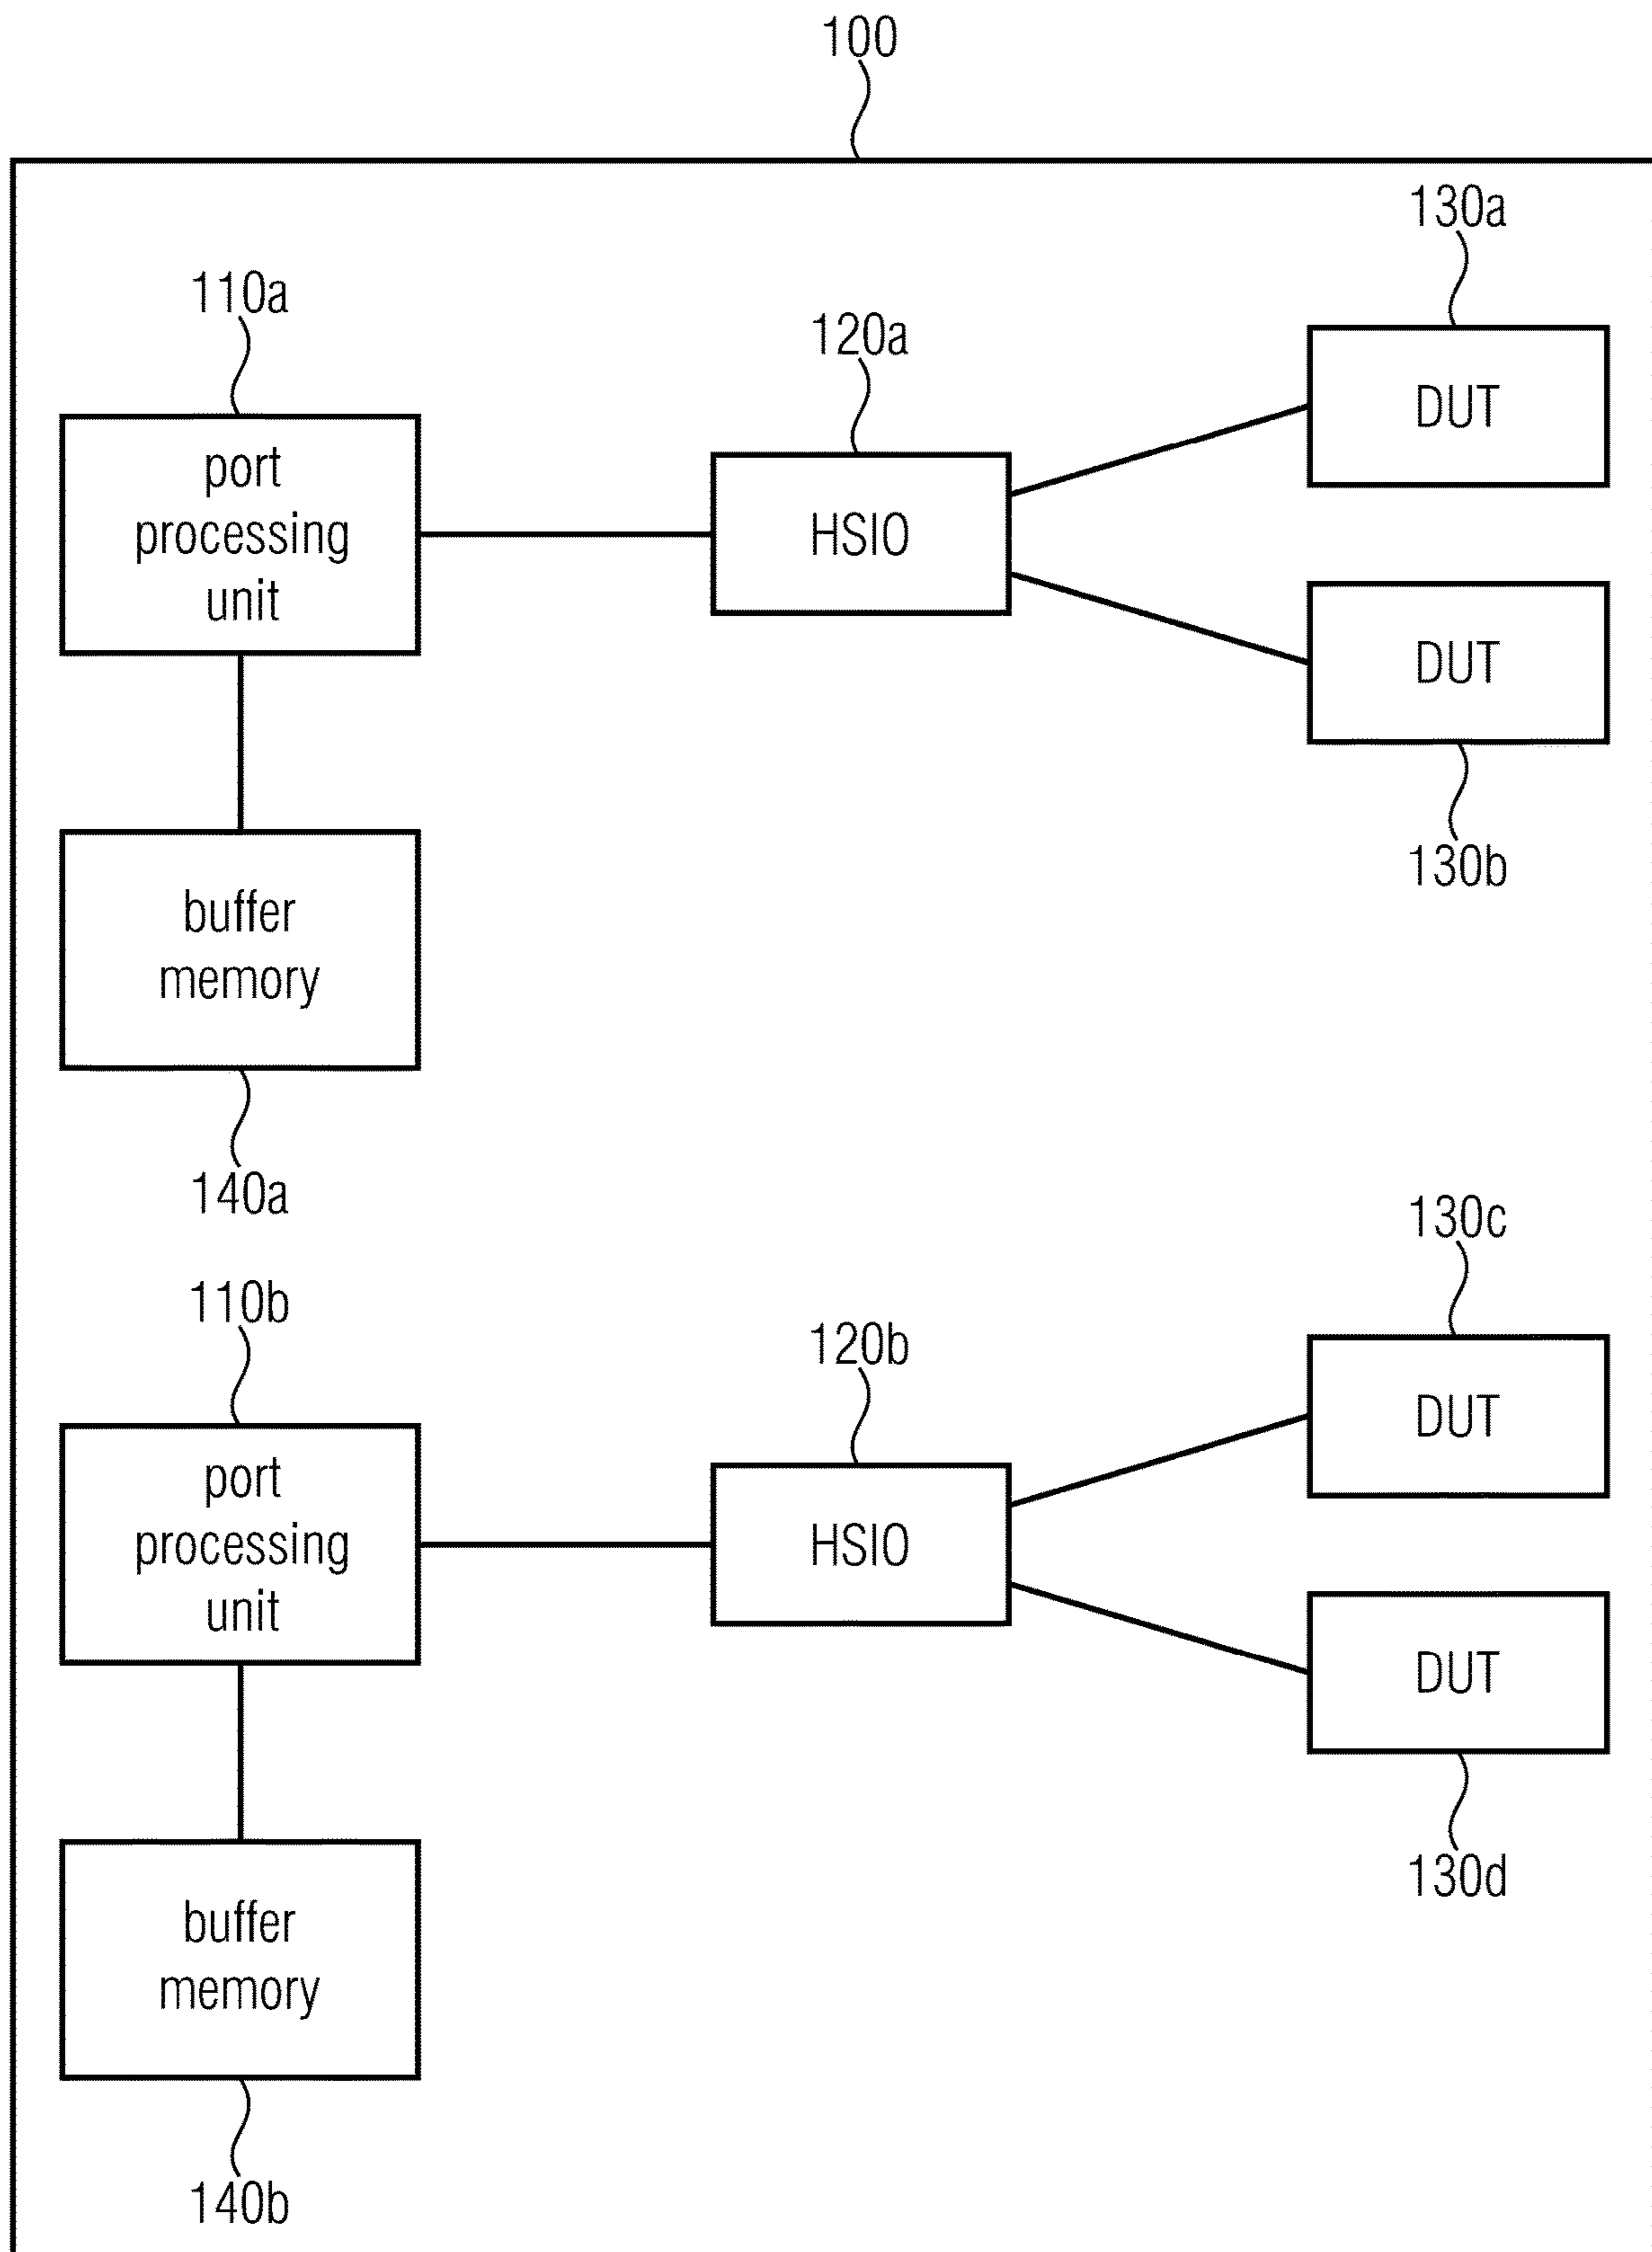 100
130a
110a
120a
DUT
port
processing
unit
HSIO
DUT
130b
buffer
memory
140a
130c
110b
120b
DUT
port
processing
unit
HSIO
DUT
130d
buffer
memory
140b